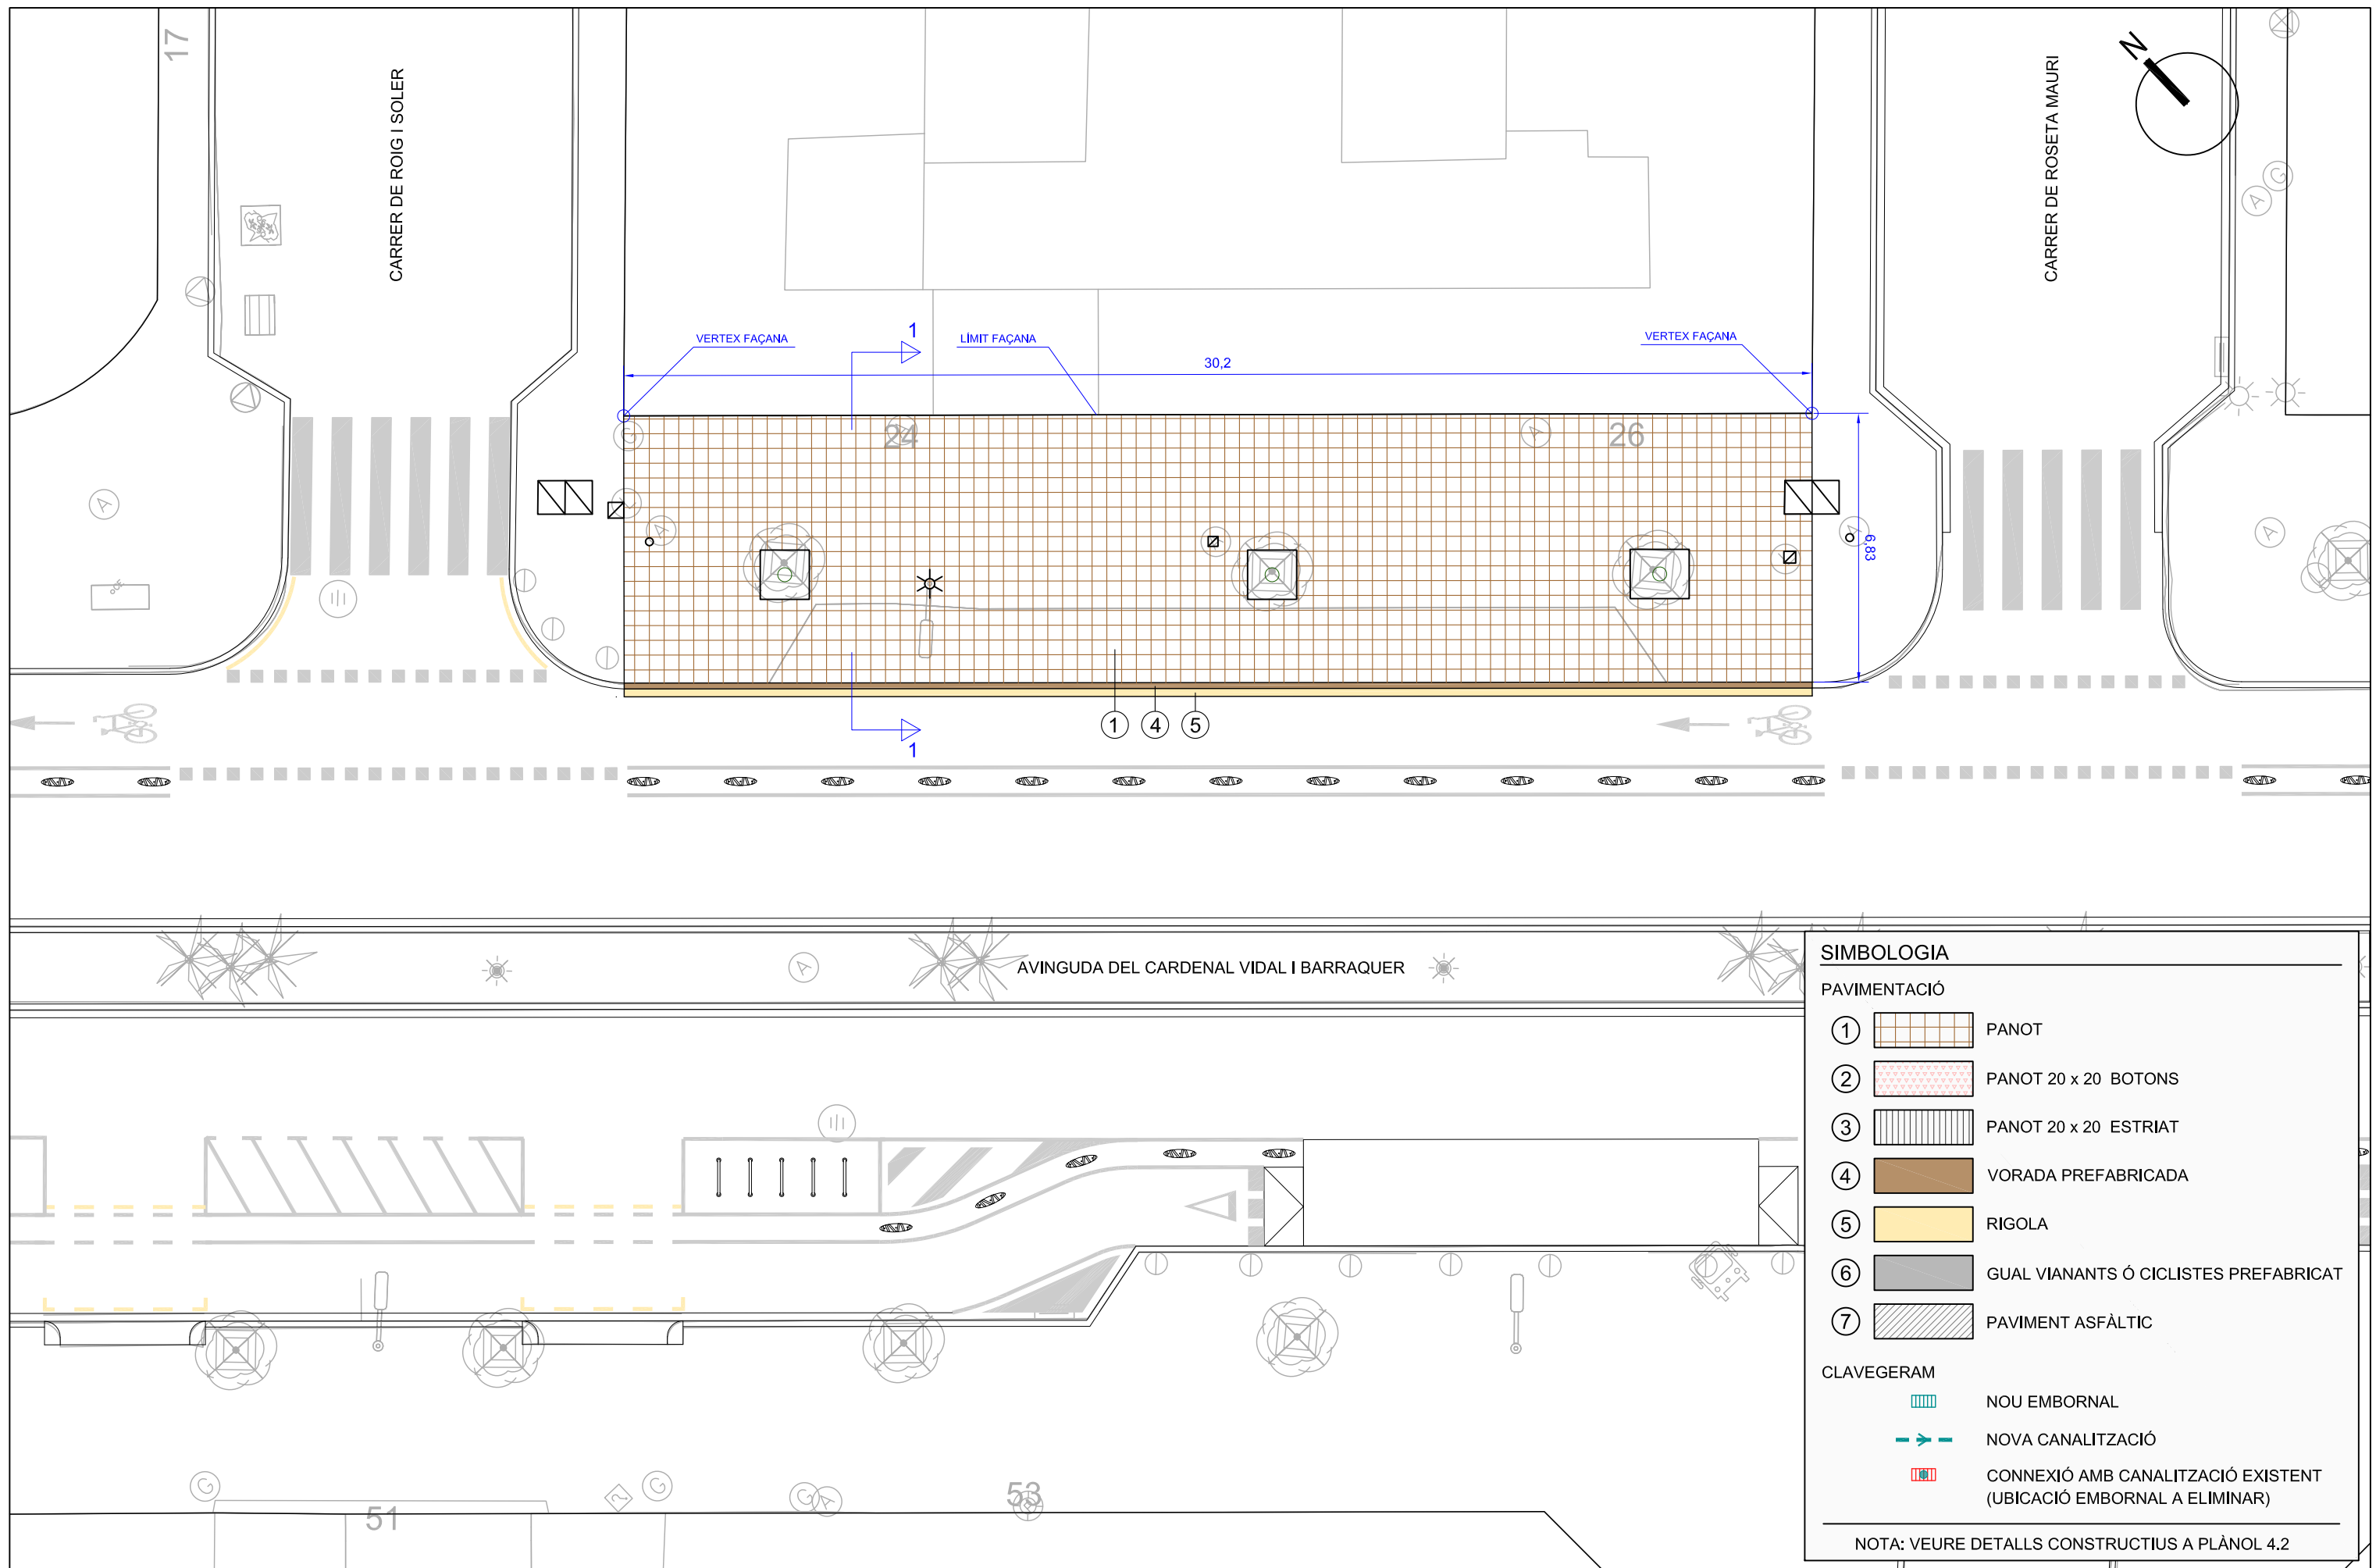 17
CARRER DE ROIG I SOLER
CARRER DE ROSETA MAURI
N
A
G
VERTEX FAÇANA
1
LÍMIT FAÇANA
VERTEX FAÇANA
30,2
24
26
A
A
A
A
A
A
6,83
1
4
5
1
AVINGUDA DEL CARDENAL VIDAL I BARRAQUER
A
SIMBOLOGIA
PAVIMENTACIÓ
1 PANOT
2 PANOT 20 x 20 BOTONS
3 PANOT 20 x 20 ESTRIAT
4 VORADA PREFABRICADA
5 RIGOLA
6 GUAL VIANANTS Ó CICLISTES PREFABRICAT
7 PAVIMENT ASFÀLTIC
CLAVEGERAM
NOU EMBORNAL
NOVA CANALITZACIÓ
CONNEXIÓ AMB CANALITZACIÓ EXISTENT
(UBICACIÓ EMBORNAL A ELIMINAR)
NOTA: VEURE DETALLS CONSTRUCTIUS A PLÀNOL 4.2
G
G
G
A
51
53